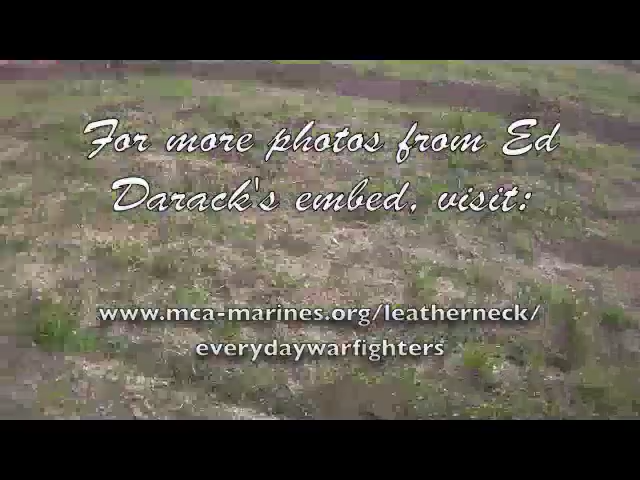 For more photos from Ed
Darack's embed, visit:
www.mca-marines.org/leatherneck/
everydaywarfighters